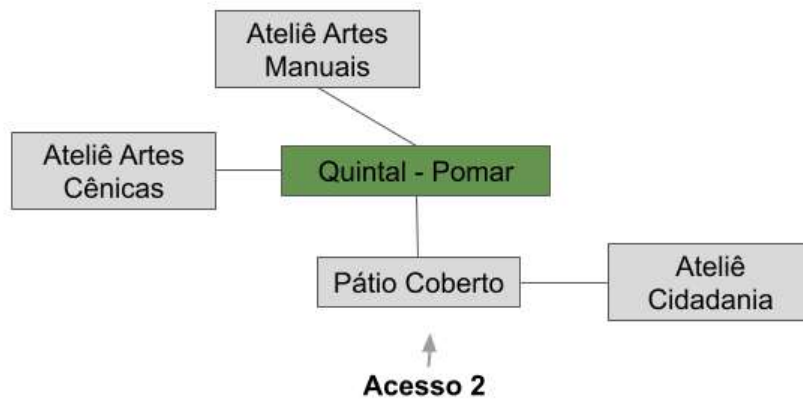 Ateliê Artes
Manuais
Ateliê Artes
Cênicas
Quintal - Pomar
Pátio Coberto
Ateliê
Cidadania
Acesso 2